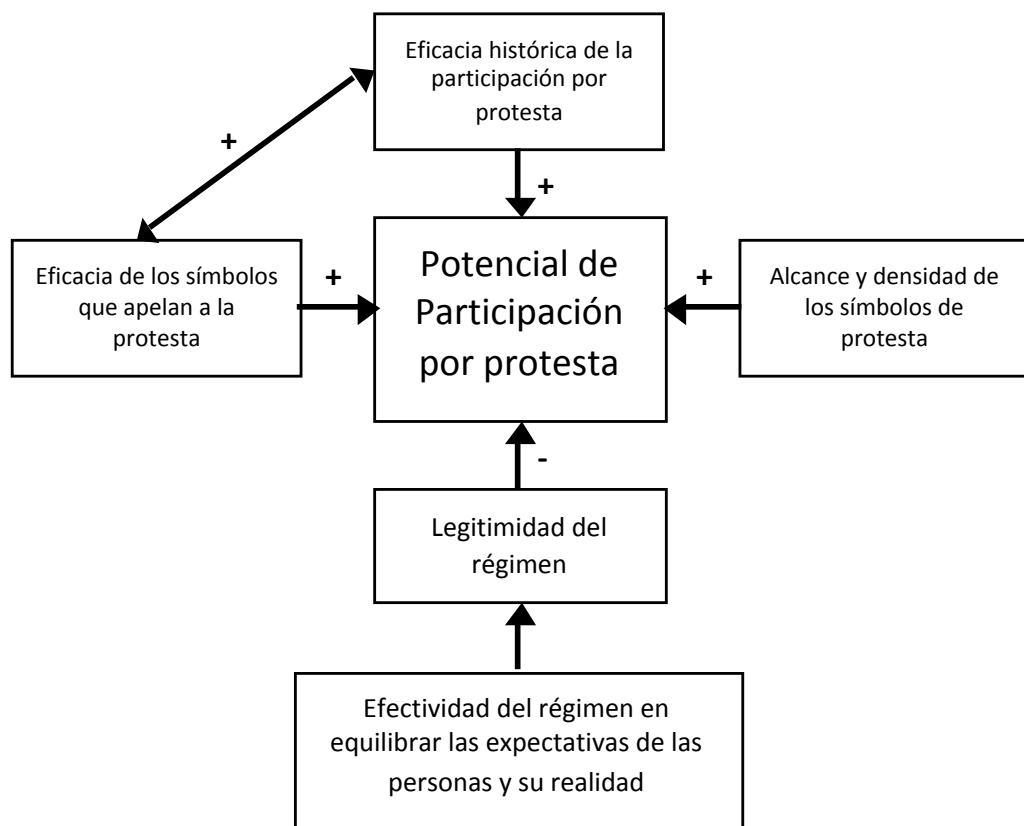 Eficacia histórica de la
participación por
protesta
+
+
Eficacia de los símbolos
que apelan a la
protesta
+
Potencial de
Participación
por protesta
+
Alcance y densidad de
los símbolos de
protesta
-
Legitimidad del
régimen
Efectividad del régimen en
equilibrar las expectativas de las
personas y su realidad